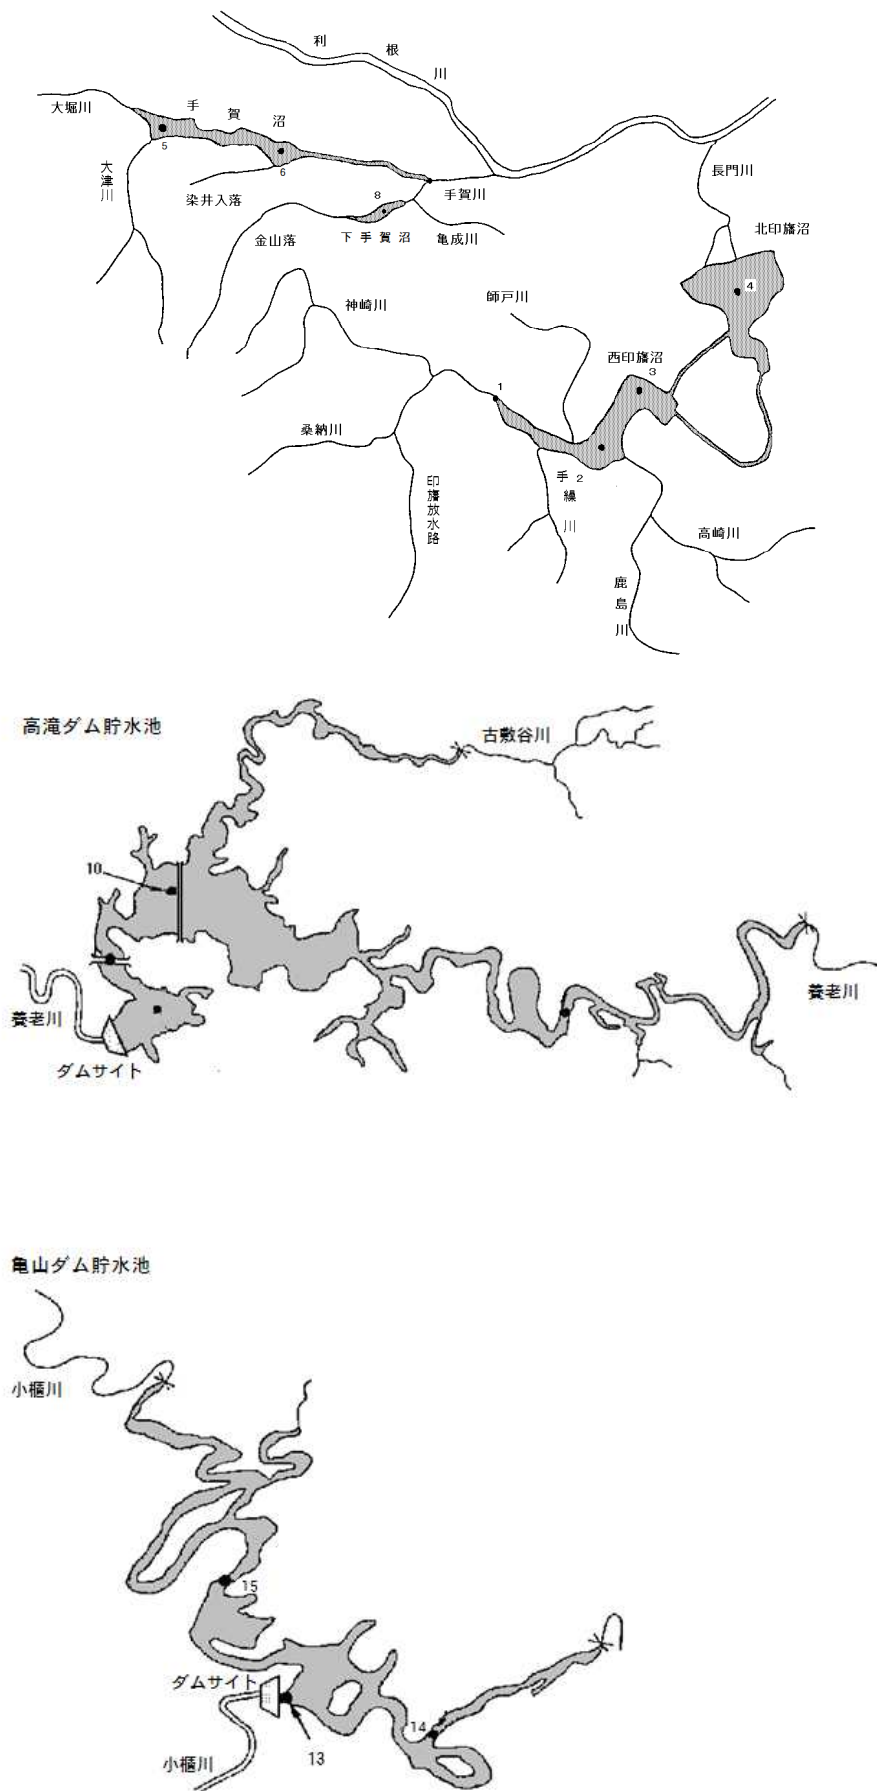 利根川
大堀川
手賀沼
5
6
大津川
染井入落
手賀川
8
下手賀沼
金山落
亀成川
長門川
北印旛沼
4
神崎川
師戸川
西印旛沼
3
1
桑納川
印旛放水路
手繰川
2
高崎川
鹿島川
高滝ダム貯水池
古敷谷川
10
養老川
養老川
ダムサイト
亀山ダム貯水池
小櫃川
15
ダムサイト
14
13
小櫃川